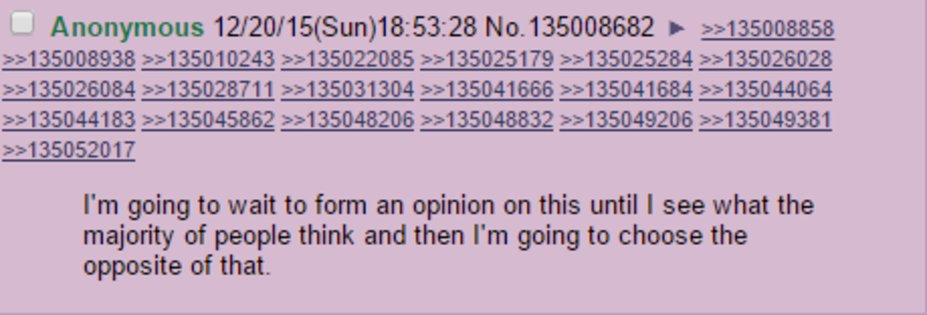 Anonymous 12/20/15(Sun)18:53:28 No.135008682 ► >>135008858
>>135008938 >>135010243 >>135022085 >>135025179 >>135025284 >>135026028
>>135026084 >>135028711 >>135031304 >>135041666 >>135041684 >>135044064
>>135044183 >>135045862 >>135048206 >>135048832 >>135049206 >>135049381
>>135052017
I'm going to wait to form an opinion on this until I see what the
majority of people think and then I'm going to choose the
opposite of that.